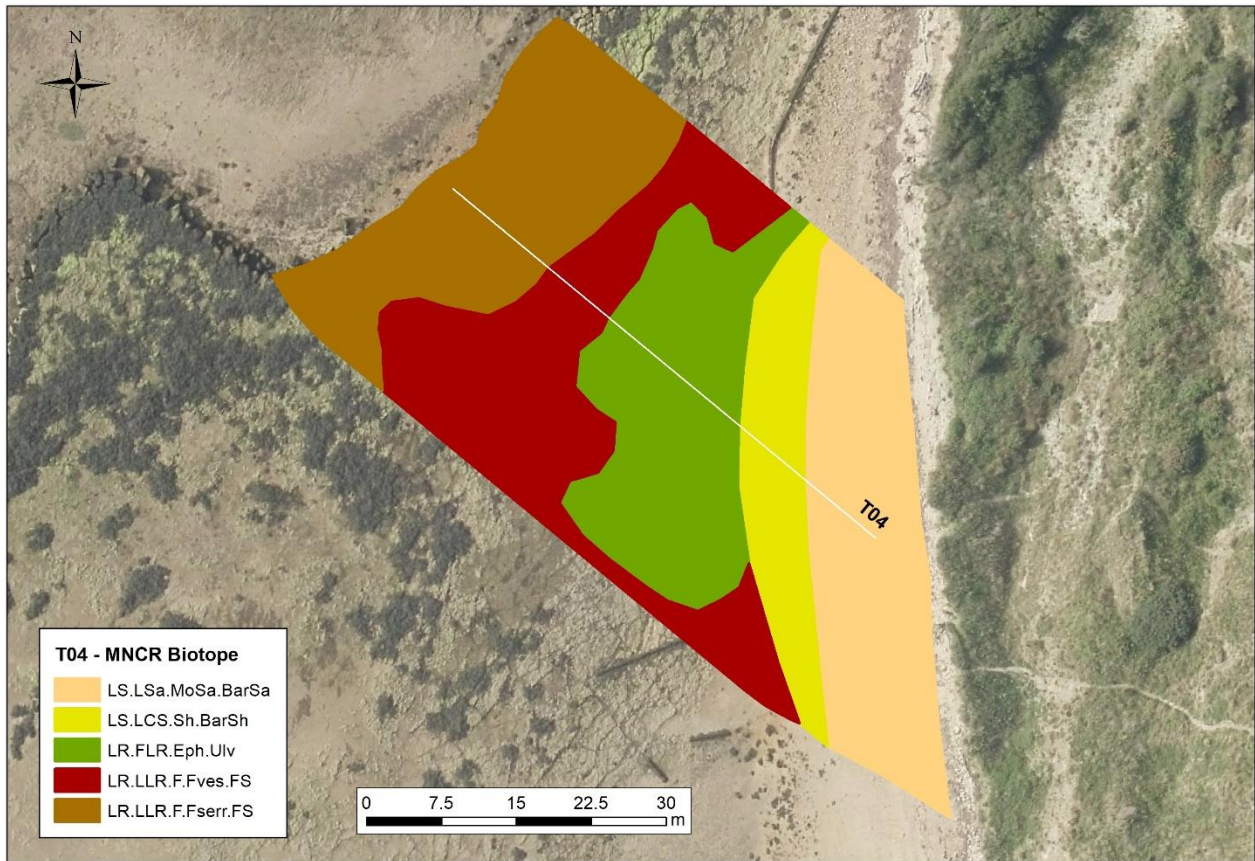 N
T04
T04 - MNCR Biotope
LS.LSa.MoSa.BarSa
LS.LCS.Sh.BarSh
LR.FLR.Eph.Ulv
LR.LLR.F.Fves.FS
LR.LLR.F.Fserr.FS
0 7.5 15 22.5 30
m